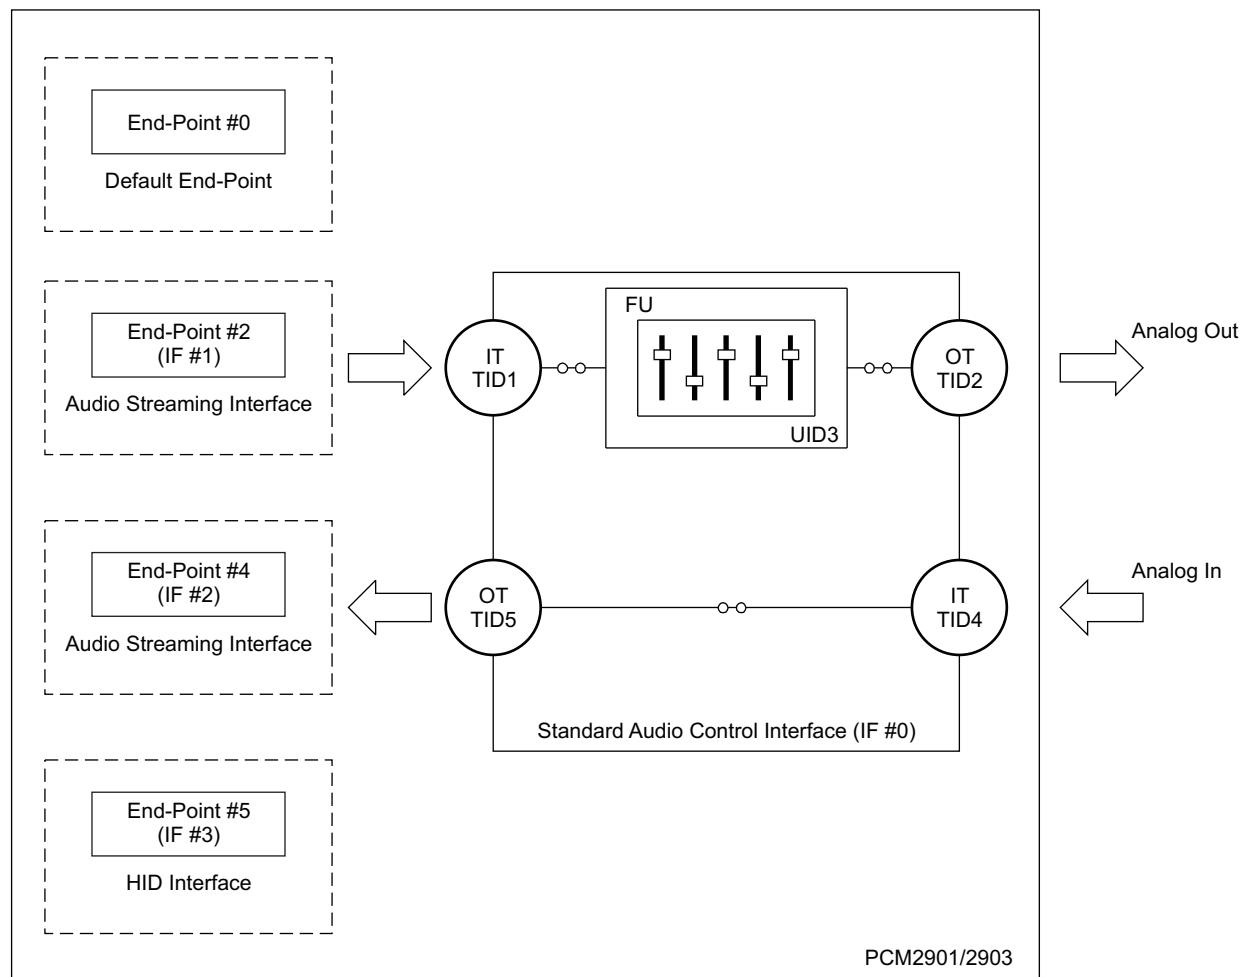 End-Point #0
Default End-Point
End-Point #2
(IF #1)
Audio Streaming Interface
IT
TID1
FU
UID3
OT
TID2
Analog Out
End-Point #4
(IF #2)
Audio Streaming Interface
OT
TID5
IT
TID4
Analog In
Standard Audio Control Interface (IF #0)
End-Point #5
(IF #3)
HID Interface
PCM2901/2903